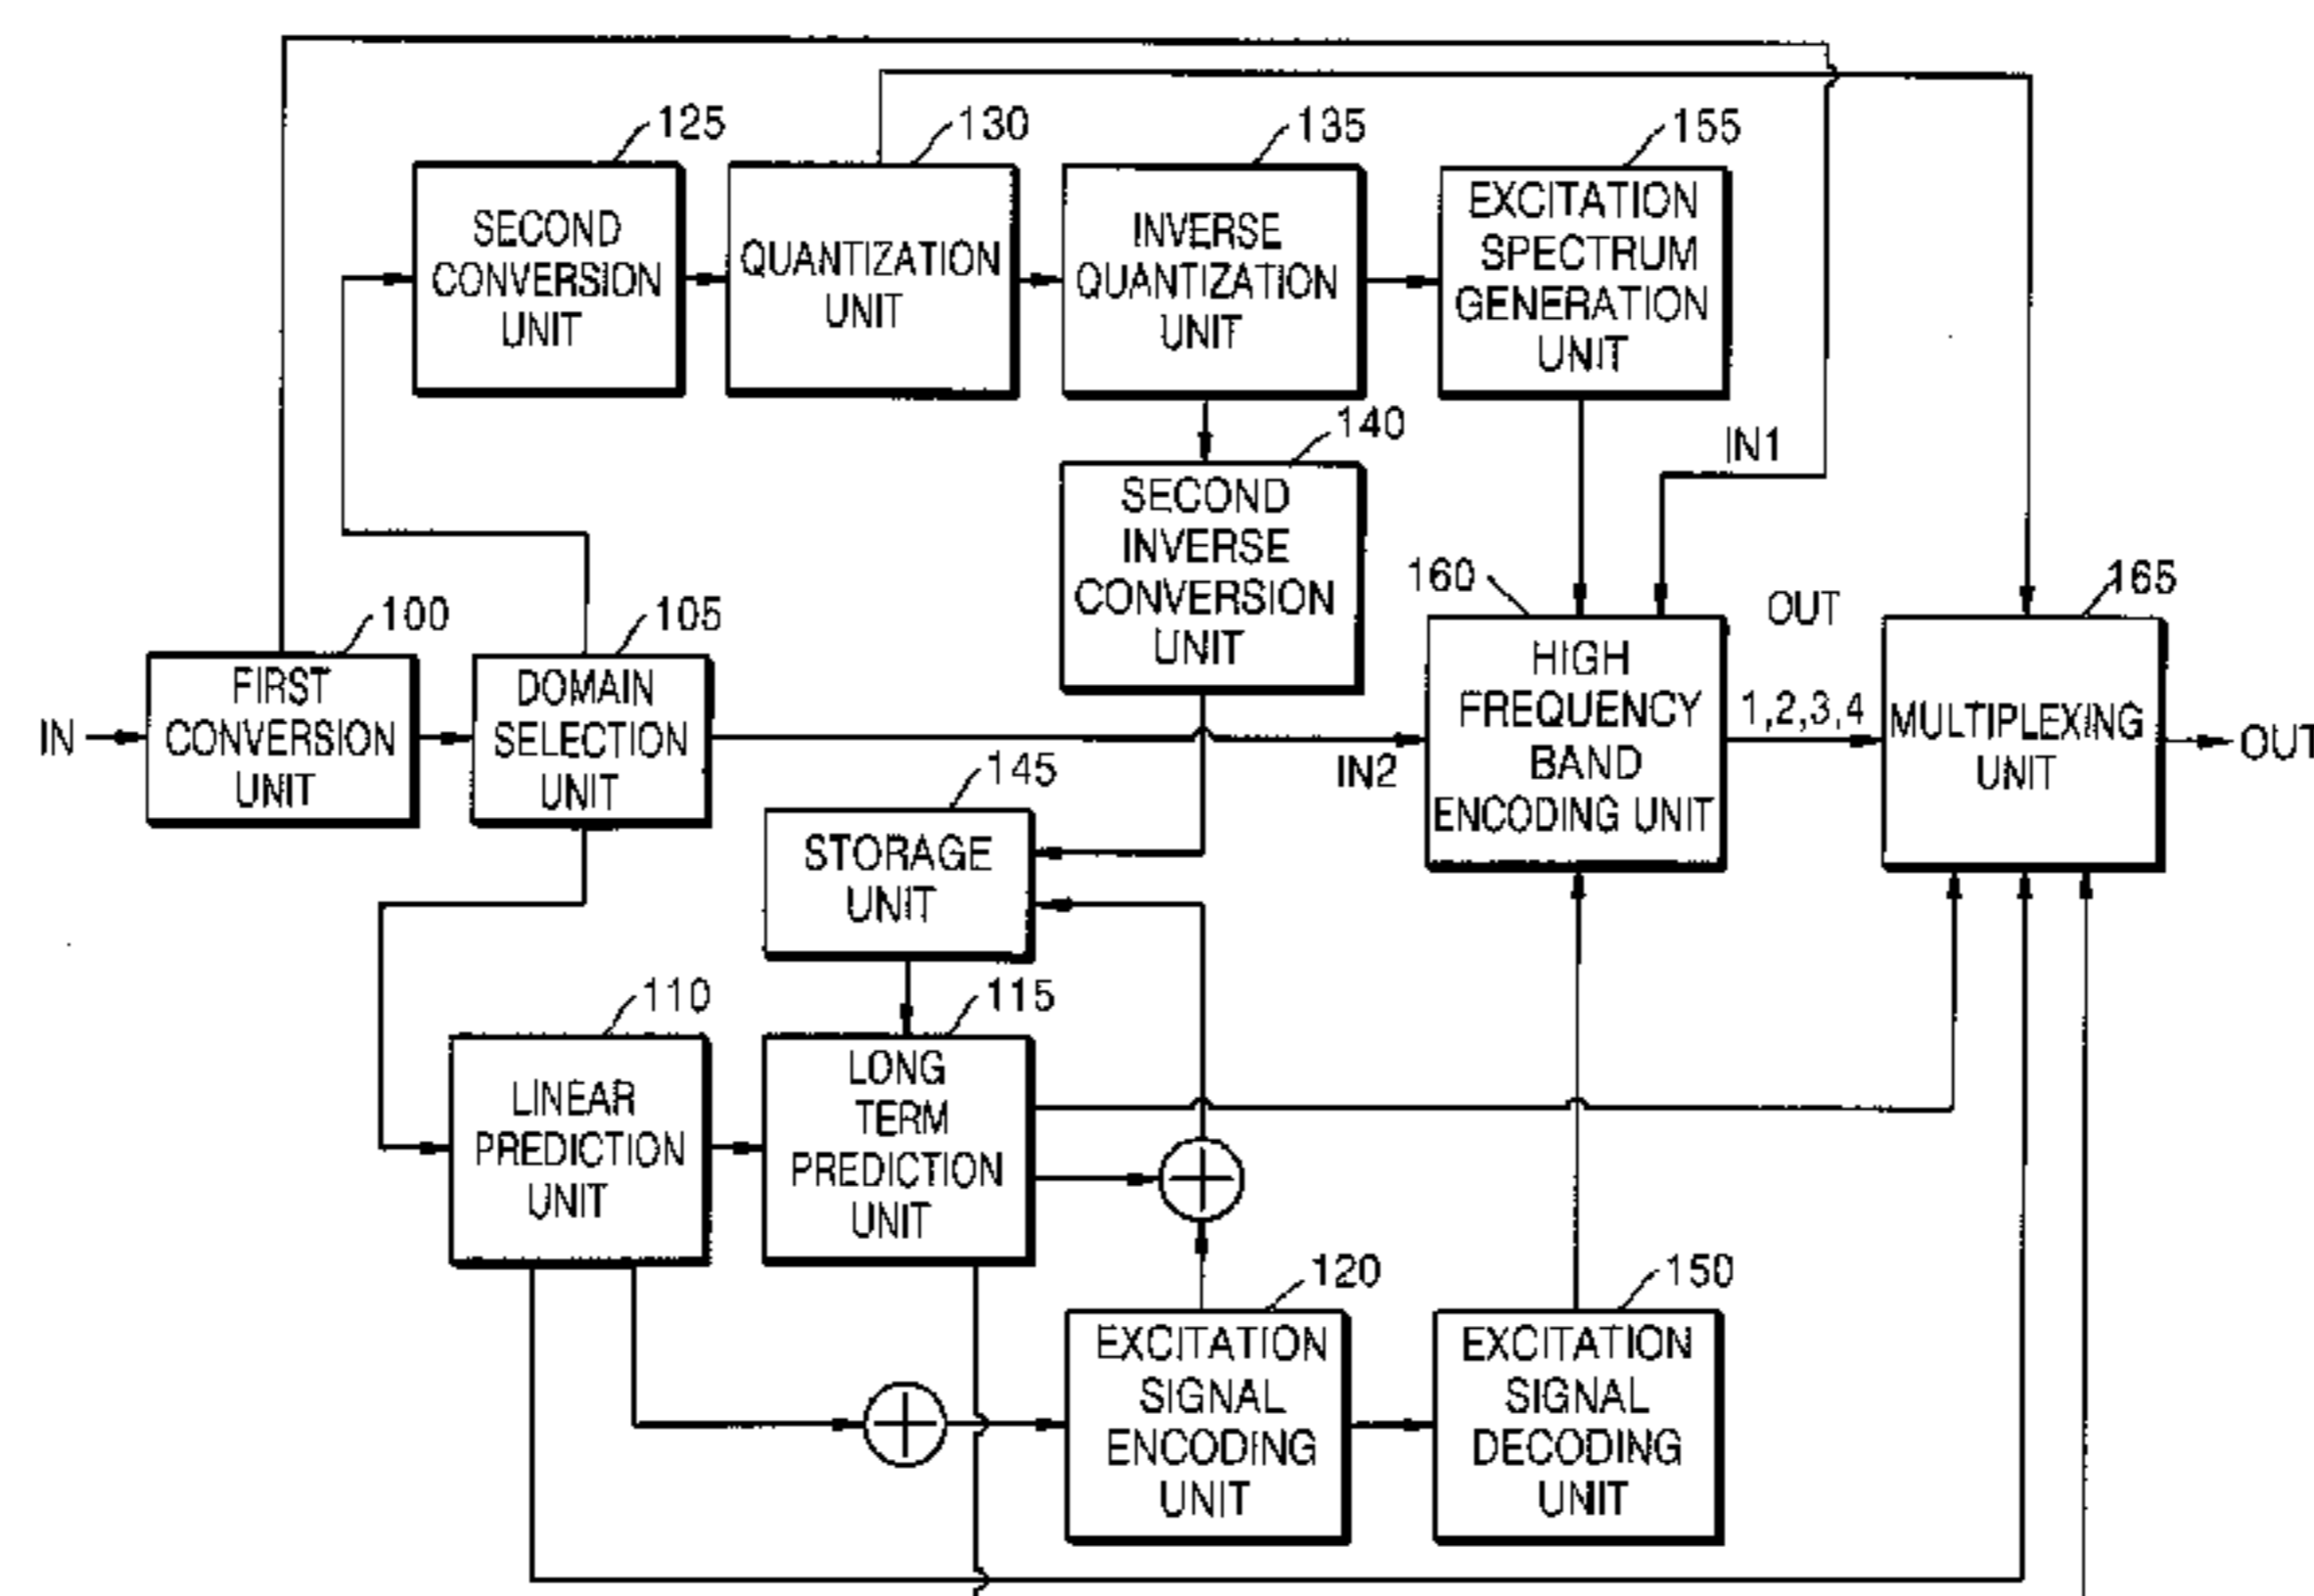 125
130
135
155
SECOND
CONVERSION
UNIT
QUANTIZATION
UNIT
INVERSE
QUANTIZATION
UNIT
EXCITATION
SPECTRUM
GENERATION
UNIT
140
IN1
SECOND
INVERSE
CONVERSION
UNIT
100
105
160
OUT
165
IN
FIRST
CONVERSION
UNIT
DOMAIN
SELECTION
UNIT
IN2
HIGH
FREQUENCY
BAND
ENCODING UNIT
1,2,3,4
MULTIPLEXING
UNIT
OUT
145
STORAGE
UNIT
110
115
LINEAR
PREDICTION
UNIT
LONG
TERM
PREDICTION
UNIT
120
150
EXCITATION
SIGNAL
ENCODING
UNIT
EXCITATION
SIGNAL
DECODING
UNIT